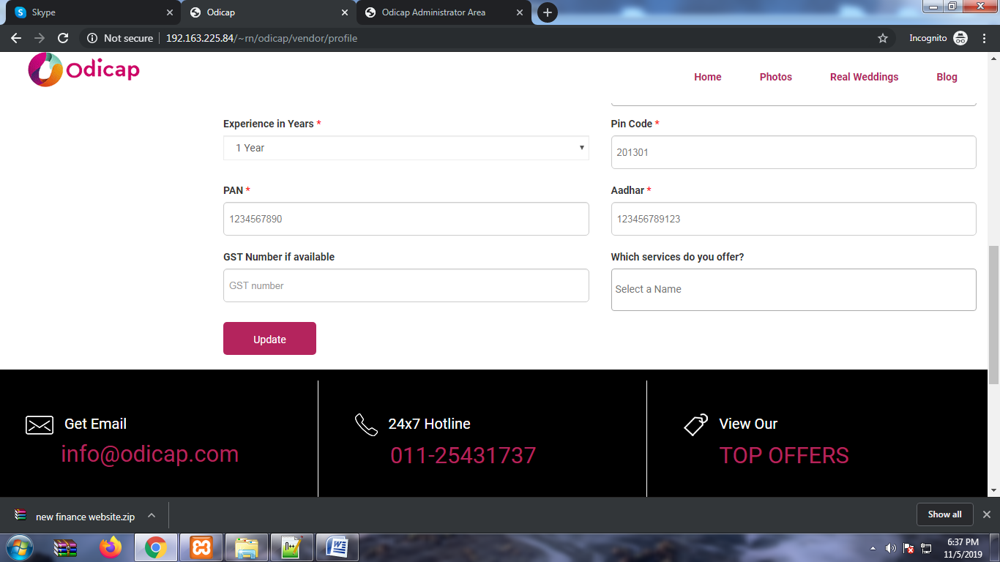 Skype
Odicap
Odicap Administrator Area
Not secure
192.163.225.84/~rn/odicap/vendor/profile
Incognito
Odicap
Home
Photos
Real Weddings
Blog
Experience in Years *
Pin Code *
1 Year
201301
PAN *
Aadhar *
1234567890
123456789123
GST Number if available
Which services do you offer?
GST number
Select a Name
Update
Get Email
info@odicap.com
24x7 Hotline
011-25431737
View Our
TOP OFFERS
new finance website.zip
Show all
6:37 PM
11/5/2019